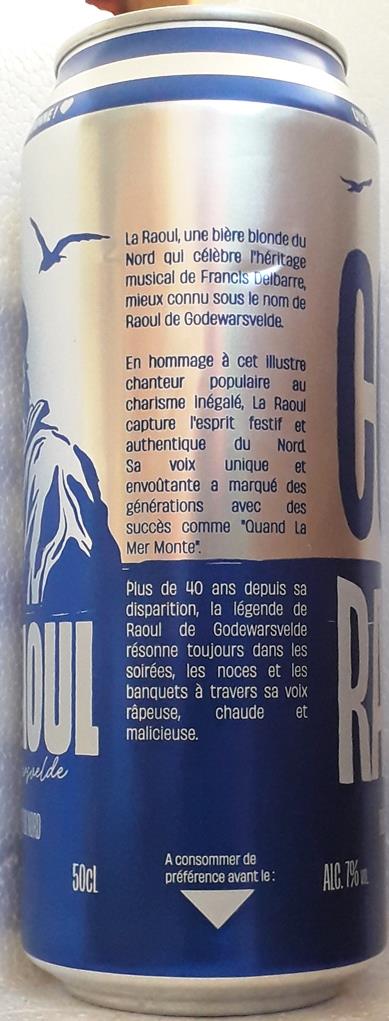 La Raoul, une bière blonde du
Nord qui célèbre l'héritage
musical de Francis Delbarre,
mieux connu sous le nom de
Raoul de Godewarsvelde.
En hommage à cet illustre
chanteur populaire au
charisme inégalé, La Raoul
capture l'esprit festif et
authentique du Nord.
Sa voix unique et
envoûtante a marqué des
générations avec des
succès comme "Quand La
Mer Monte".
Plus de 40 ans depuis sa
disparition, la légende de
Raoul de Godewarsvelde
résonne toujours dans les
soirées, les noces et les
banquets à travers sa voix
râpeuse, chaude et
malicieuse.
OUL
NORD
50cL
A consommer de
préférence avant le :
RA
ALC. 7% VOL.